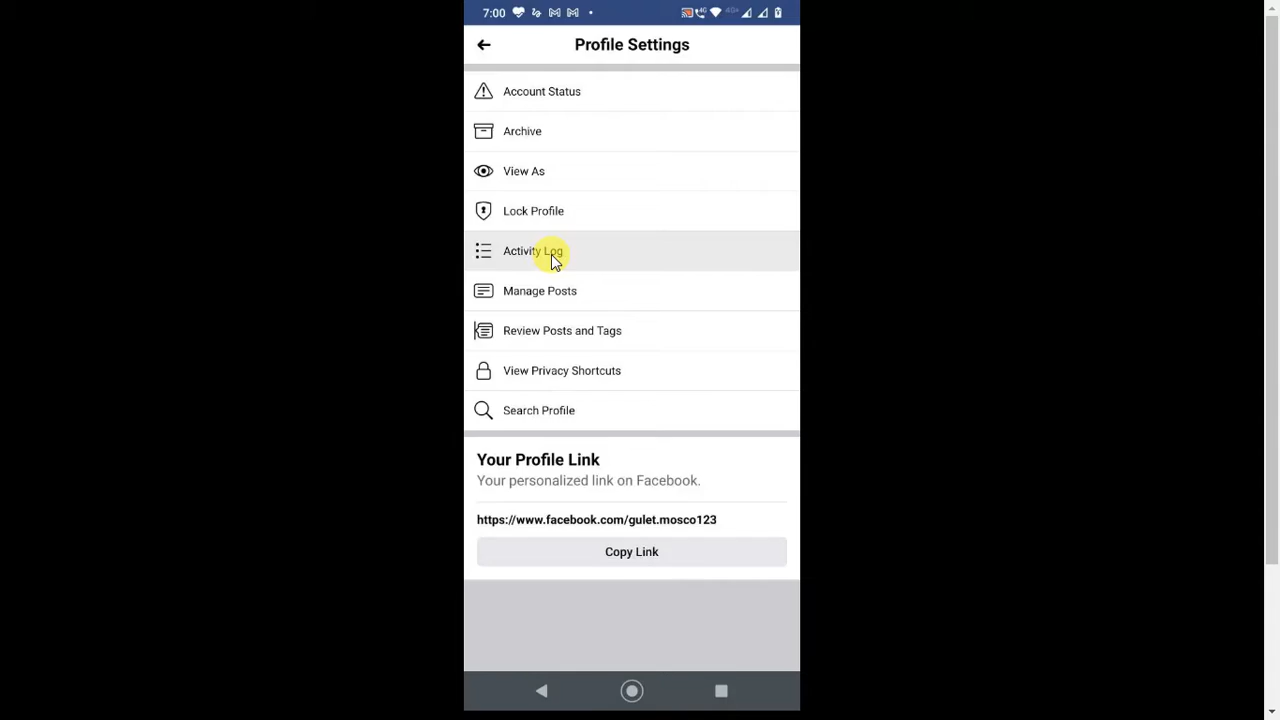 7:00
Profile Settings
Account Status
Archive
View As
Lock Profile
Activity Log
Manage Posts
Review Posts and Tags
View Privacy Shortcuts
Search Profile
Your Profile Link
Your personalized link on Facebook.
https://www.facebook.com/gulet.mosco123
Copy Link